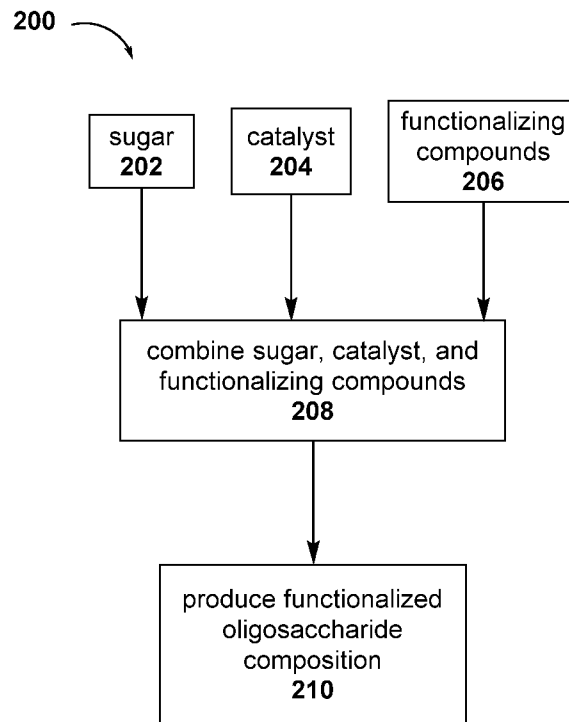 200
sugar
202
catalyst
204
functionalizing
compounds
206
combine sugar, catalyst, and
functionalizing compounds
208
produce functionalized
oligosaccharide
composition
210